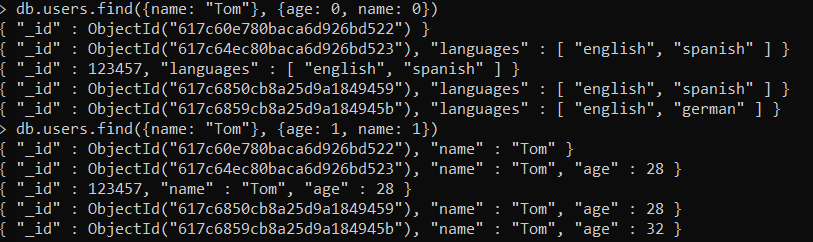 > db.users.find({name: "Tom"}, {age: 0, name: 0})
{ "_id" : ObjectId("617c60e780baca6d926bd522") }
{ "_id" : ObjectId("617c64ec80baca6d926bd523"), "languages" : [ "english", "spanish" ] }
{ "_id" : 123457, "languages" : [ "english", "spanish" ] }
{ "_id" : ObjectId("617c6850cb8a25d9a1849459"), "languages" : [ "english", "spanish" ] }
{ "_id" : ObjectId("617c6859cb8a25d9a184945b"), "languages" : [ "english", "german" ] }
> db.users.find({name: "Tom"}, {age: 1, name: 1})
{ "_id" : ObjectId("617c60e780baca6d926bd522"), "name" : "Tom" }
{ "_id" : ObjectId("617c64ec80baca6d926bd523"), "name" : "Tom", "age" : 28 }
{ "_id" : 123457, "name" : "Tom", "age" : 28 }
{ "_id" : ObjectId("617c6850cb8a25d9a1849459"), "name" : "Tom", "age" : 28 }
{ "_id" : ObjectId("617c6859cb8a25d9a184945b"), "name" : "Tom", "age" : 32 }